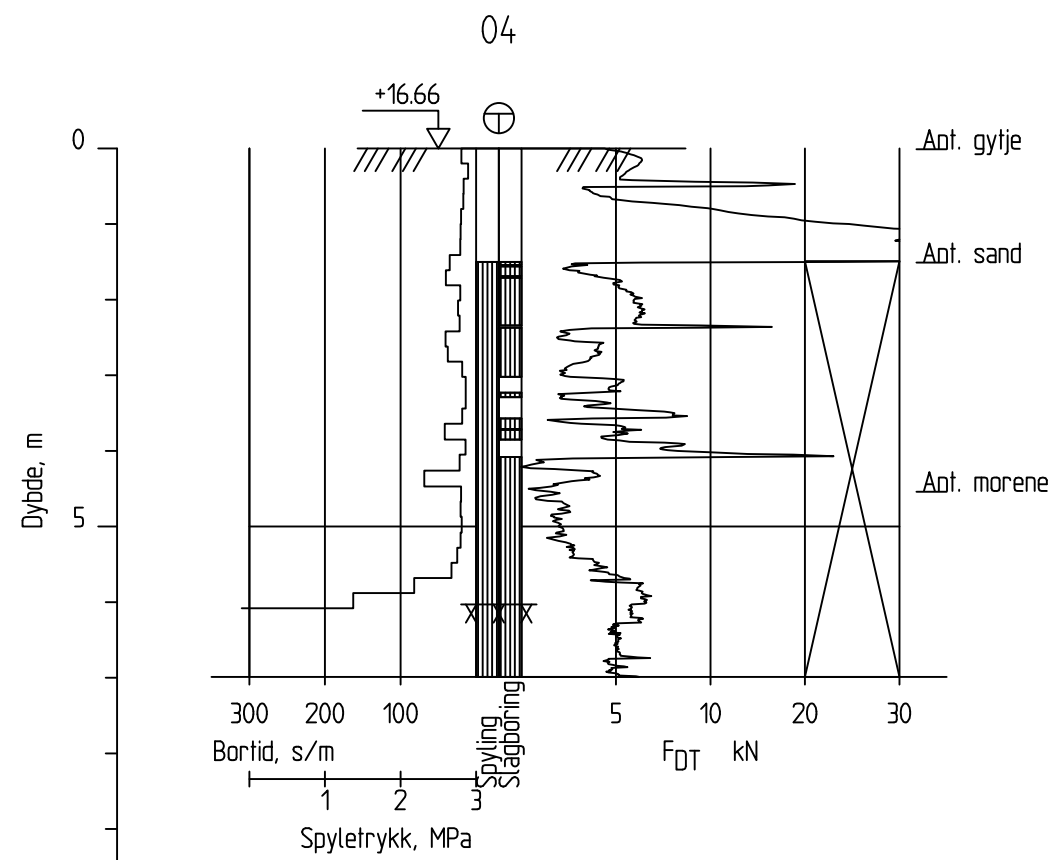 04
+16.66
0
Ant. gytje
Ant. sand
Dybde, m
Ant. morene
5
300 200 100 5 10 20 30
Spyling
Slagboring
Bortid, s/m
FDT kN
1 2 3
Spyletrykk, MPa